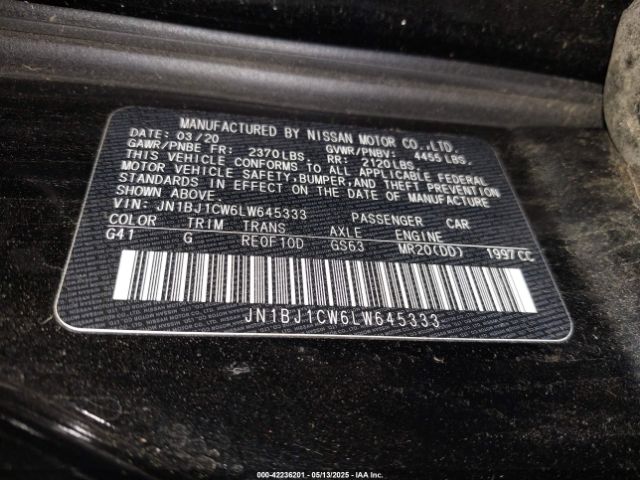 MANUFACTURED BY NISSAN MOTOR CO.,LTD.
DATE: 03/20 GVWR/PNBV: 4455 LBS.
GAWR/PNBE FR: 2370LBS. RR: 2120LBS.
THIS VEHICLE CONFORMS TO ALL APPLICABLE FEDERAL
MOTOR VEHICLE SAFETY,BUMPER,AND THEFT PREVENTION
STANDARDS IN EFFECT ON THE DATE OF MANUFACTURE
SHOWN ABOVE.
VIN: JN1BJ1CW6LW645333 PASSENGER CAR
COLOR TRIM TRANS AXLE ENGINE
G41 G RE0F10D GS63 MR20(DD) 1997CC
JN1BJ1CW6LW645333
000-42236201 | 05/13/2025 | IAA Inc.